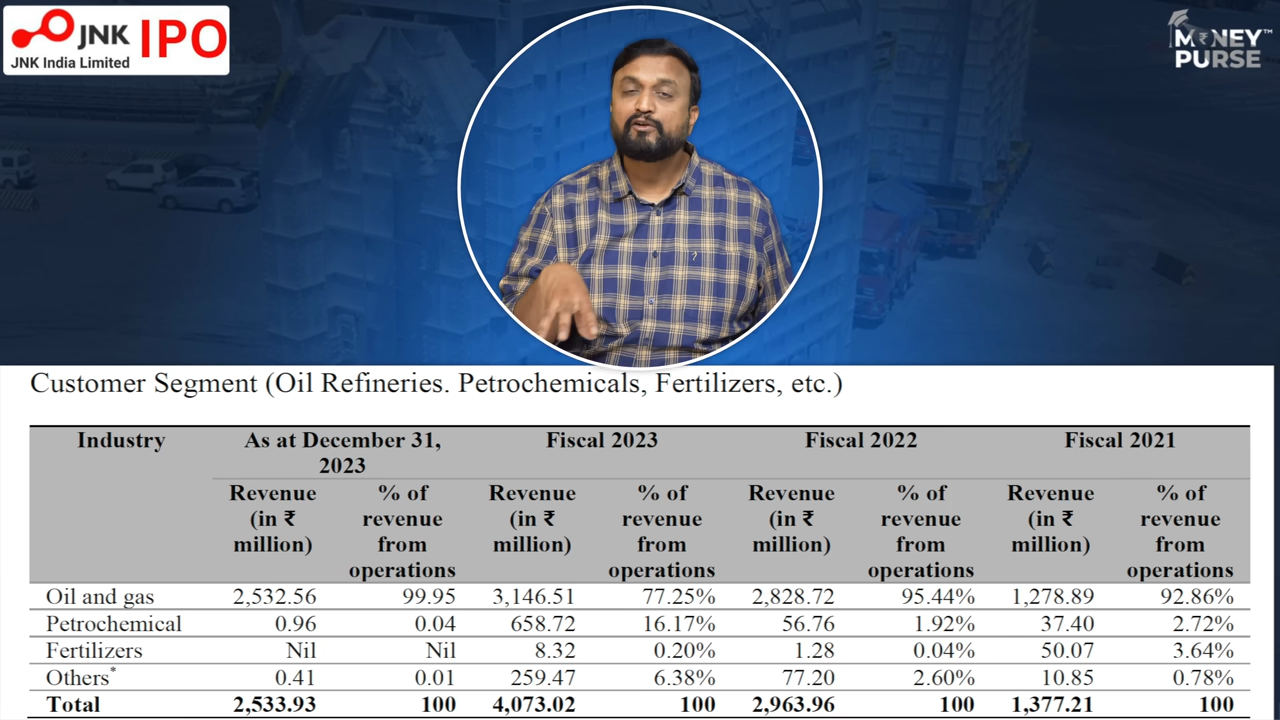 JNK IPO
JNK India Limited
M₹NEY™
PURSE
Customer Segment (Oil Refineries. Petrochemicals, Fertilizers, etc.)
Industry As at December 31, 2023 Fiscal 2023 Fiscal 2022 Fiscal 2021
Revenue (in ₹ million) % of revenue from operations Revenue (in ₹ million) % of revenue from operations Revenue (in ₹ million) % of revenue from operations Revenue (in ₹ million) % of revenue from operations
Oil and gas 2,532.56 99.95 3,146.51 77.25% 2,828.72 95.44% 1,278.89 92.86%
Petrochemical 0.96 0.04 658.72 16.17% 56.76 1.92% 37.40 2.72%
Fertilizers Nil Nil 8.32 0.20% 1.28 0.04% 50.07 3.64%
Others* 0.41 0.01 259.47 6.38% 77.20 2.60% 10.85 0.78%
Total 2,533.93 100 4,073.02 100 2,963.96 100 1,377.21 100